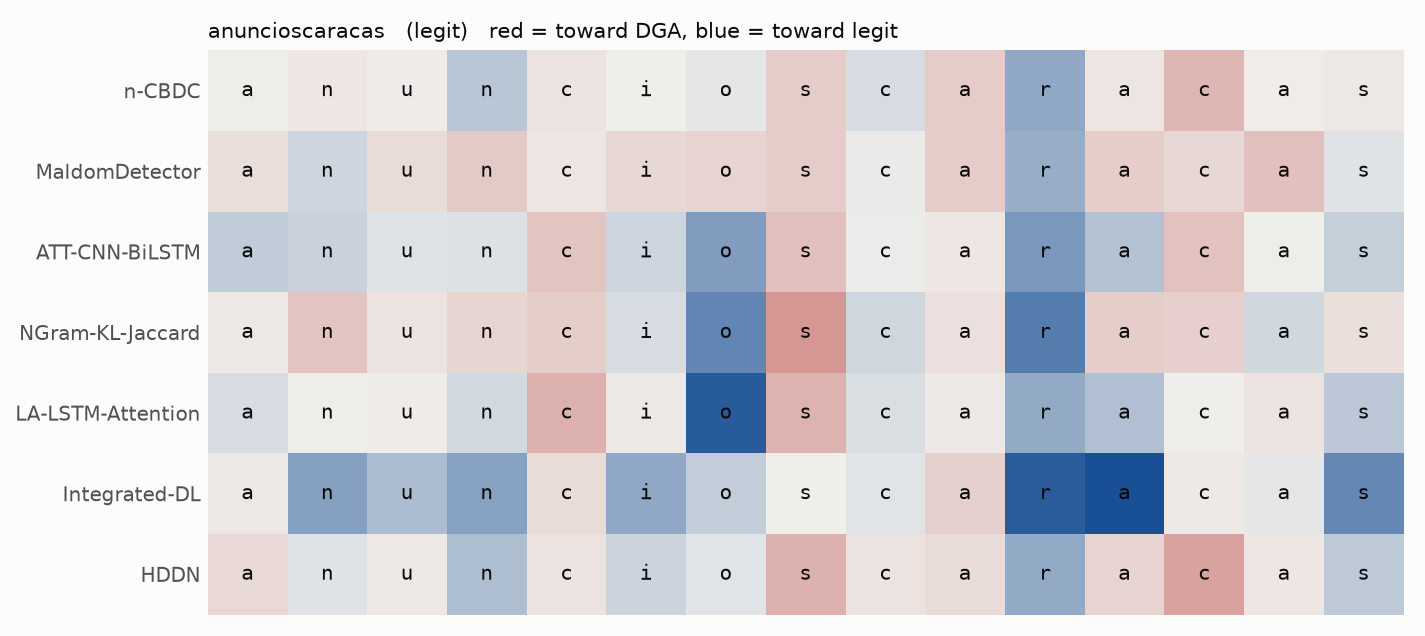 anuncioscaracas (legit) red = toward DGA, blue = toward legit
n-CBDC a n u n c i o s c a r a c a s
MaldomDetector a n u n c i o s c a r a c a s
ATT-CNN-BiLSTM a n u n c i o s c a r a c a s
NGram-KL-Jaccard a n u n c i o s c a r a c a s
LA-LSTM-Attention a n u n c i o s c a r a c a s
Integrated-DL a n u n c i o s c a r a c a s
HDDN a n u n c i o s c a r a c a s